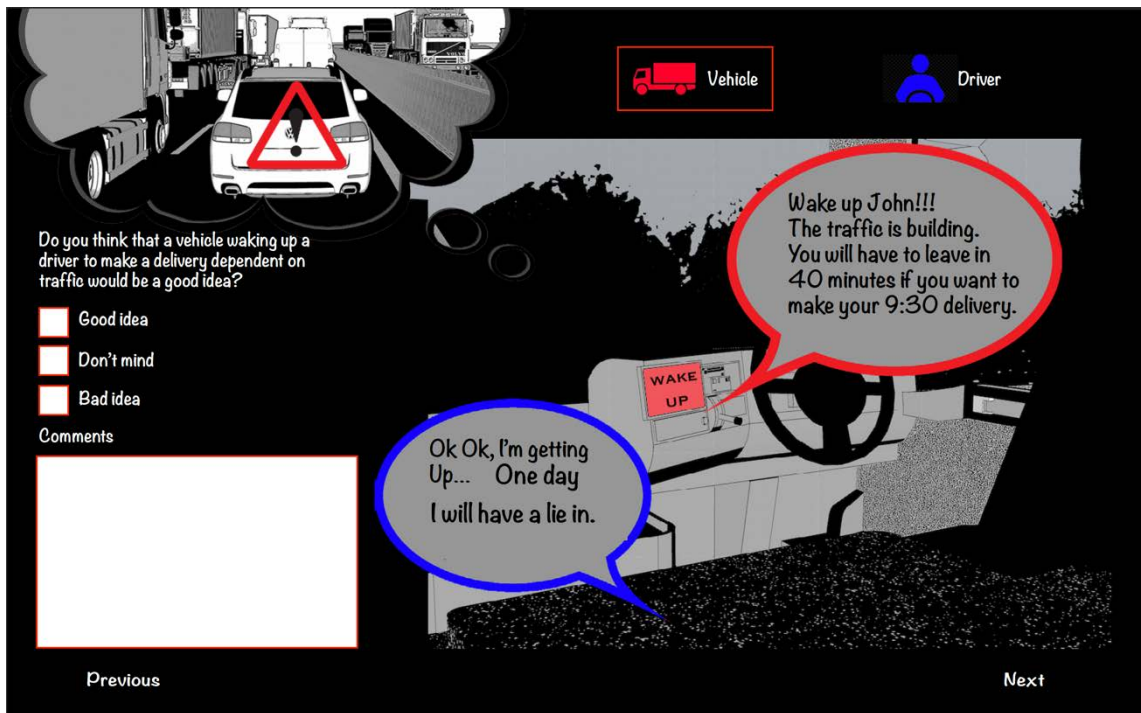 Vehicle
Driver
Wake up John!!!
The traffic is building.
You will have to leave in
40 minutes if you want to
make your 9:30 delivery.
Do you think that a vehicle waking up a
driver to make a delivery dependent on
traffic would be a good idea?
Good idea
Don't mind
Bad idea
Comments
WAKE
UP
Ok Ok, I'm getting
Up... One day
I will have a lie in.
Previous
Next